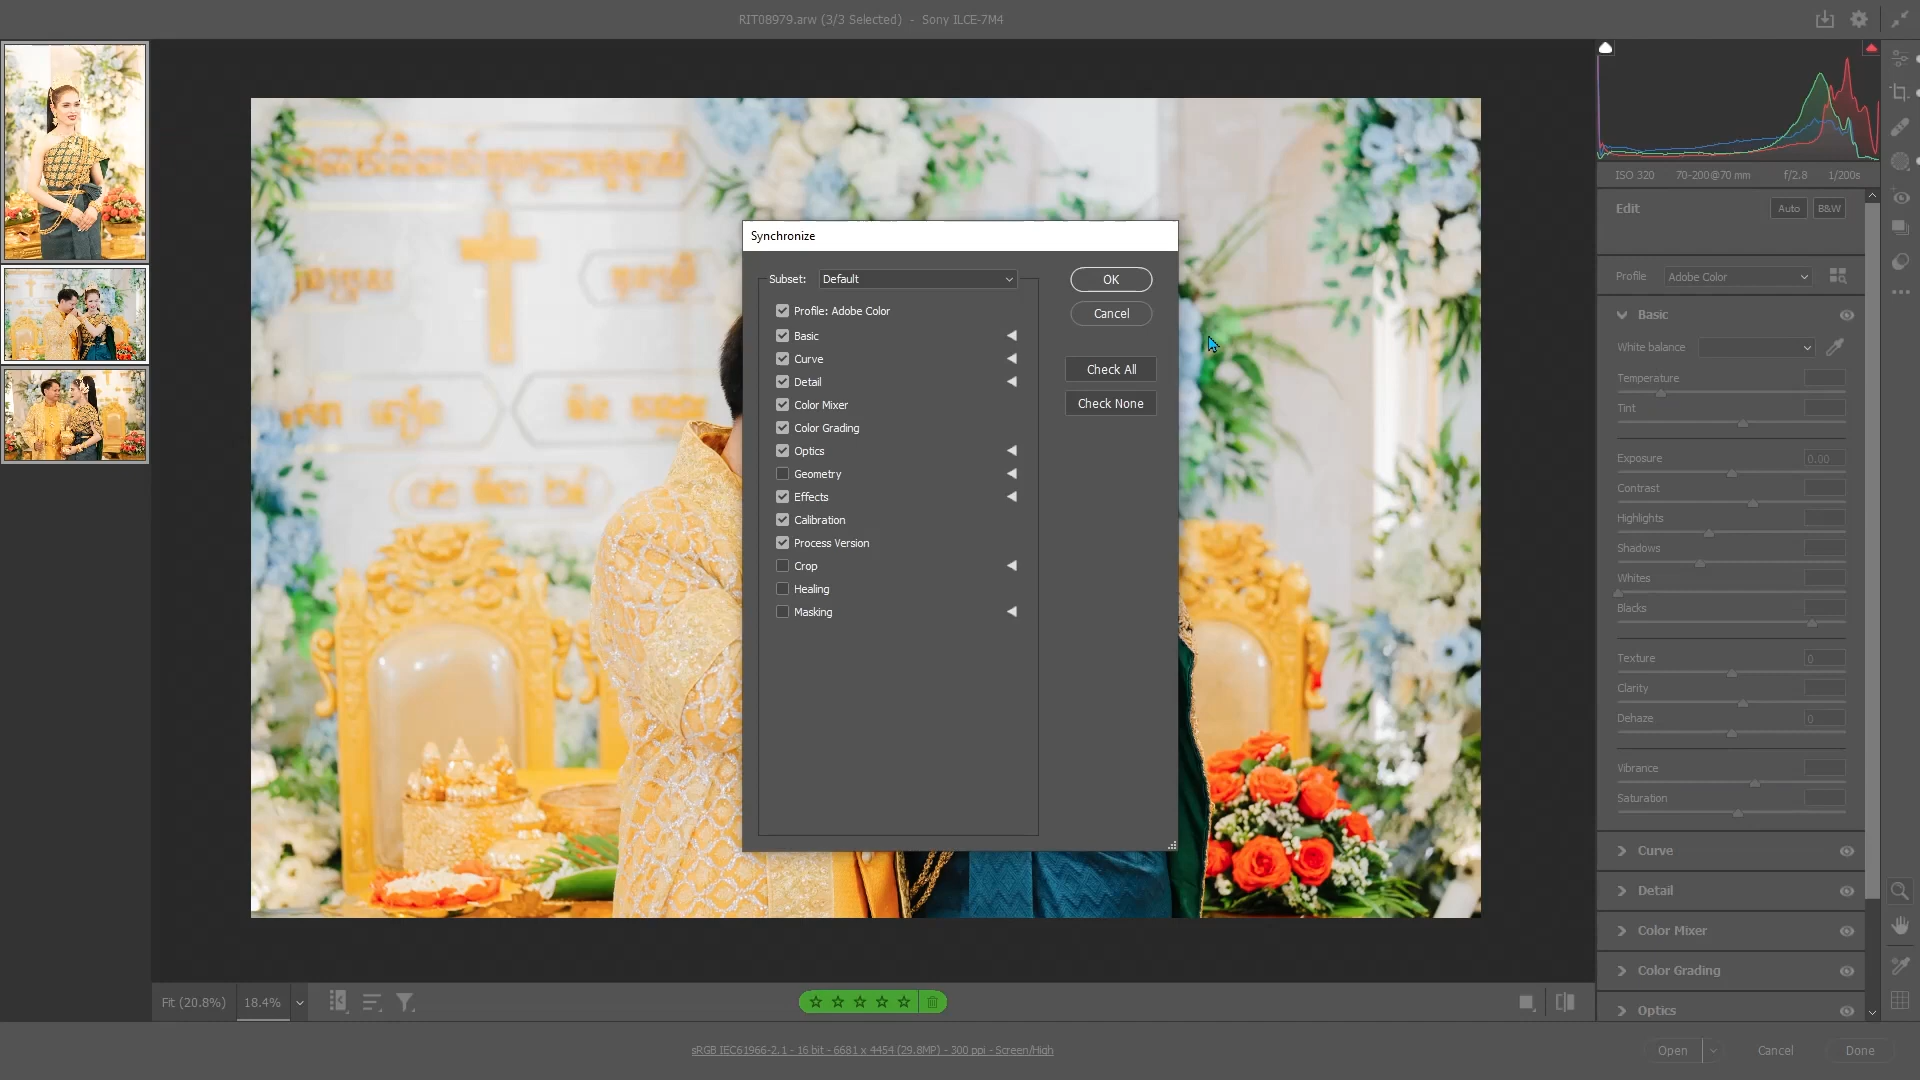 RIT08979.arw (3/3 Selected) - Sony ILCE-7M4
ISO 320 70-200@70 mm f/2.8 1/200s
Edit Auto B&W
Profile Adobe Color
Basic
White balance
Temperature
Tint
Exposure 0.00
Contrast
Highlights
Shadows
Whites
Blacks
Texture 0
Clarity
Dehaze 0
Vibrance
Saturation
Curve
Detail
Color Mixer
Color Grading
Optics
Synchronize
Subset: Default
OK
Cancel
Check All
Check None
Profile: Adobe Color
Basic
Curve
Detail
Color Mixer
Color Grading
Optics
Geometry
Effects
Calibration
Process Version
Crop
Healing
Masking
Fit (20.8%) 18.4%
sRGB IEC61966-2.1 - 16 bit - 6681 x 4454 (29.8MP) - 300 ppi - Screen/High
Open Cancel Done